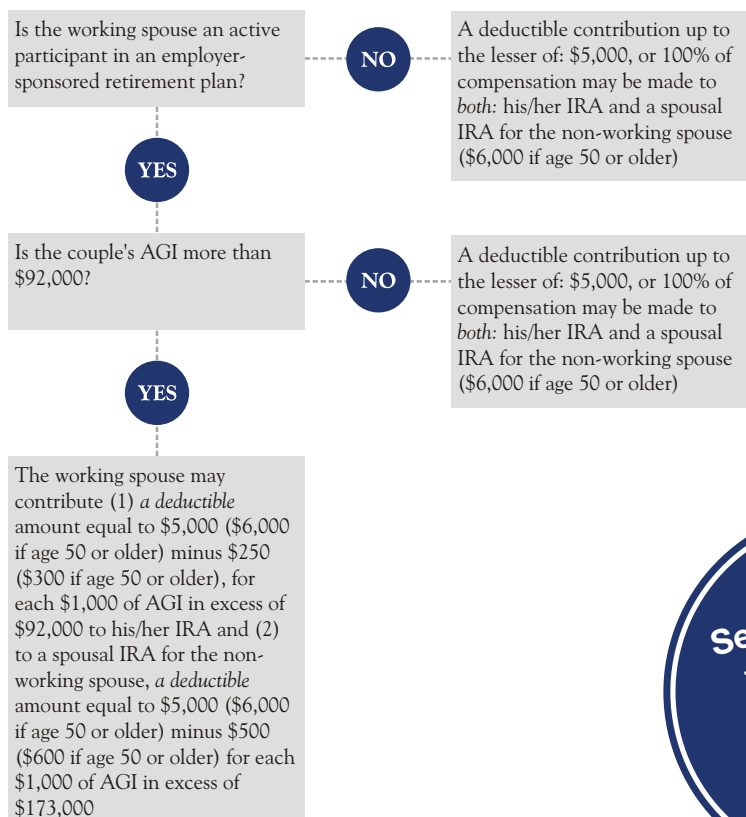 Is the working spouse an active
participant in an employer-
sponsored retirement plan?
NO
A deductible contribution up to
the lesser of: $5,000, or 100% of
compensation may be made to
both: his/her IRA and a spousal
IRA for the non-working spouse
($6,000 if age 50 or older)
YES
Is the couple's AGI more than
$92,000?
NO
A deductible contribution up to
the lesser of: $5,000, or 100% of
compensation may be made to
both: his/her IRA and a spousal
IRA for the non-working spouse
($6,000 if age 50 or older)
YES
The working spouse may
contribute (1) a deductible
amount equal to $5,000 ($6,000
if age 50 or older) minus $250
($300 if age 50 or older), for
each $1,000 of AGI in excess of
$92,000 to his/her IRA and (2)
to a spousal IRA for the non-
working spouse, a deductible
amount equal to $5,000 ($6,000
if age 50 or older) minus $500
($600 if age 50 or older) for each
$1,000 of AGI in excess of
$173,000